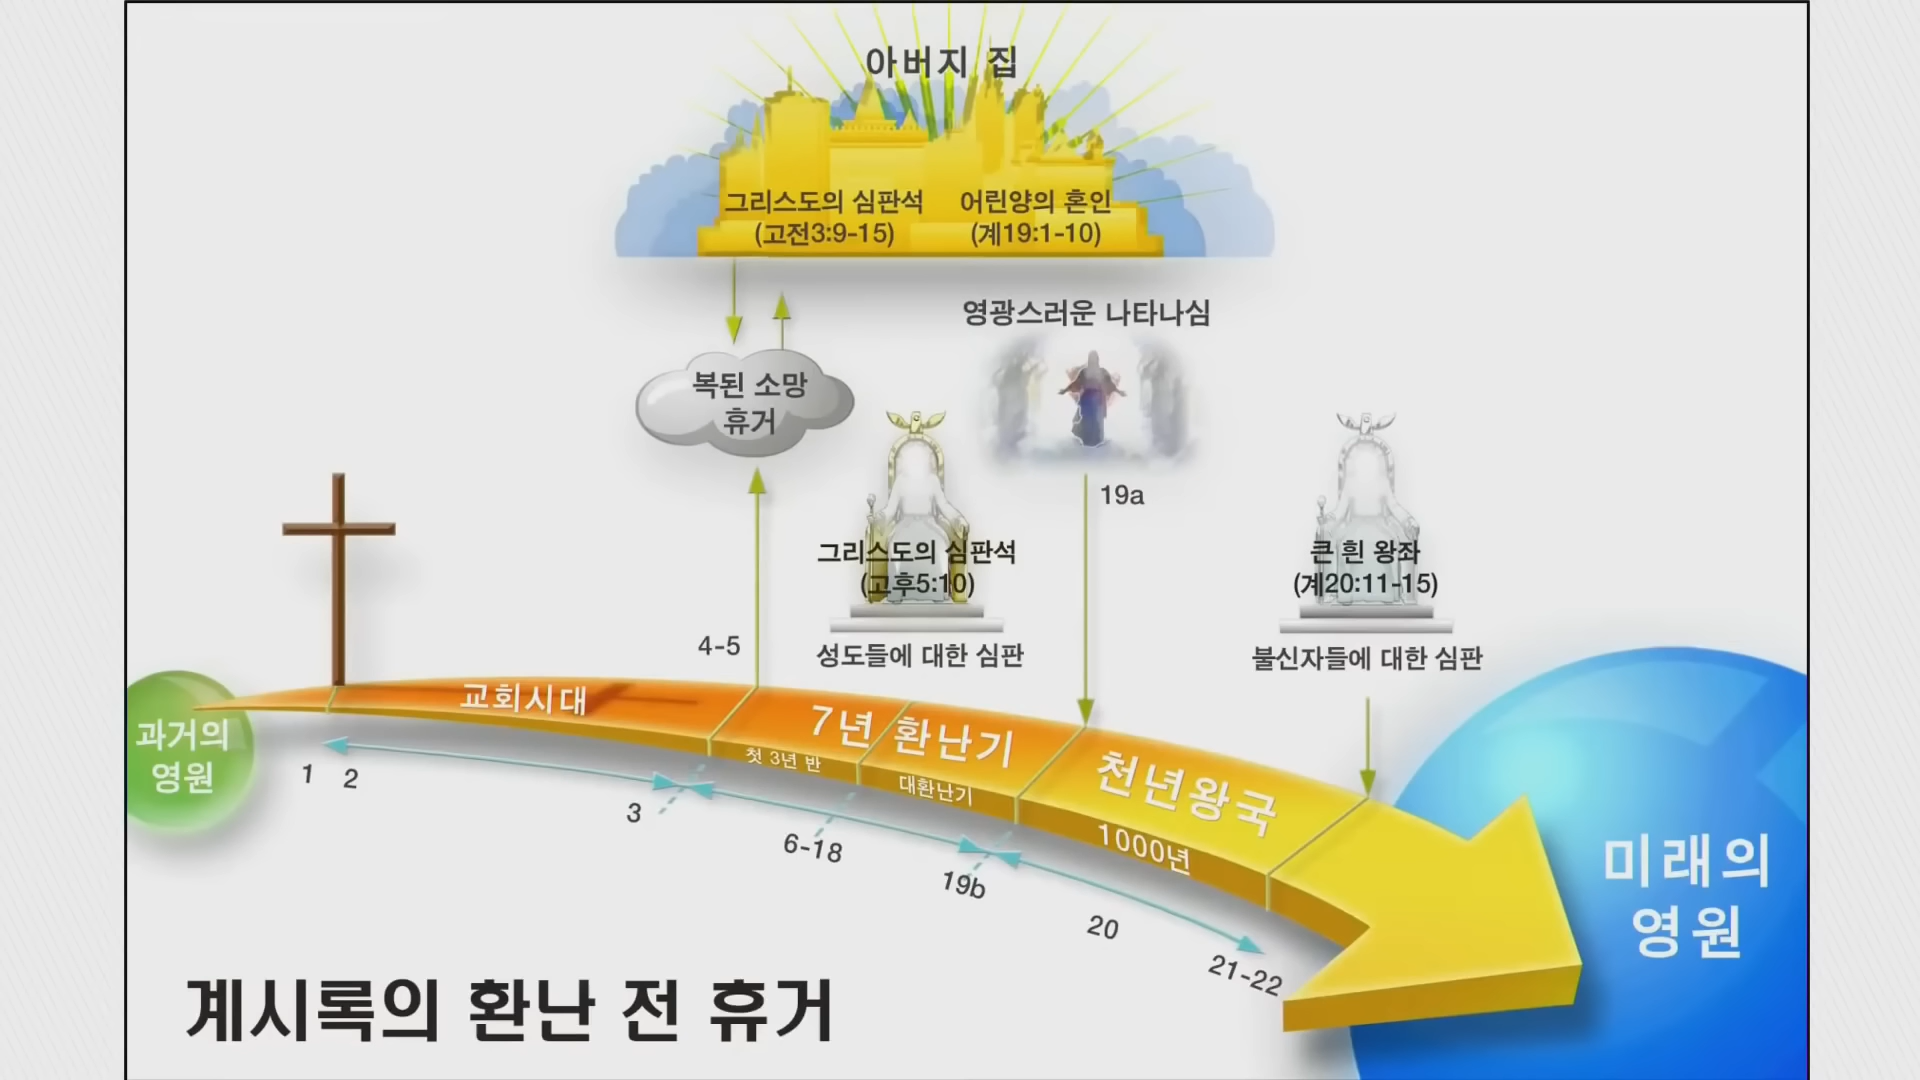 아버지 집
그리스도의 심판석
(고전3:9-15)
어린양의 혼인
(계19:1-10)
영광스러운 나타나심
복된 소망
휴거
19a
그리스도의 심판석
(고후5:10)
성도들에 대한 심판
큰 흰 왕좌
(계20:11-15)
불신자들에 대한 심판
4-5
과거의
영원
교회시대
7년 환난기
첫 3년 반
대환난기
천년왕국
1000년
미래의
영원
1
2
3
6-18
19b
20
21-22
계시록의 환난 전 휴거